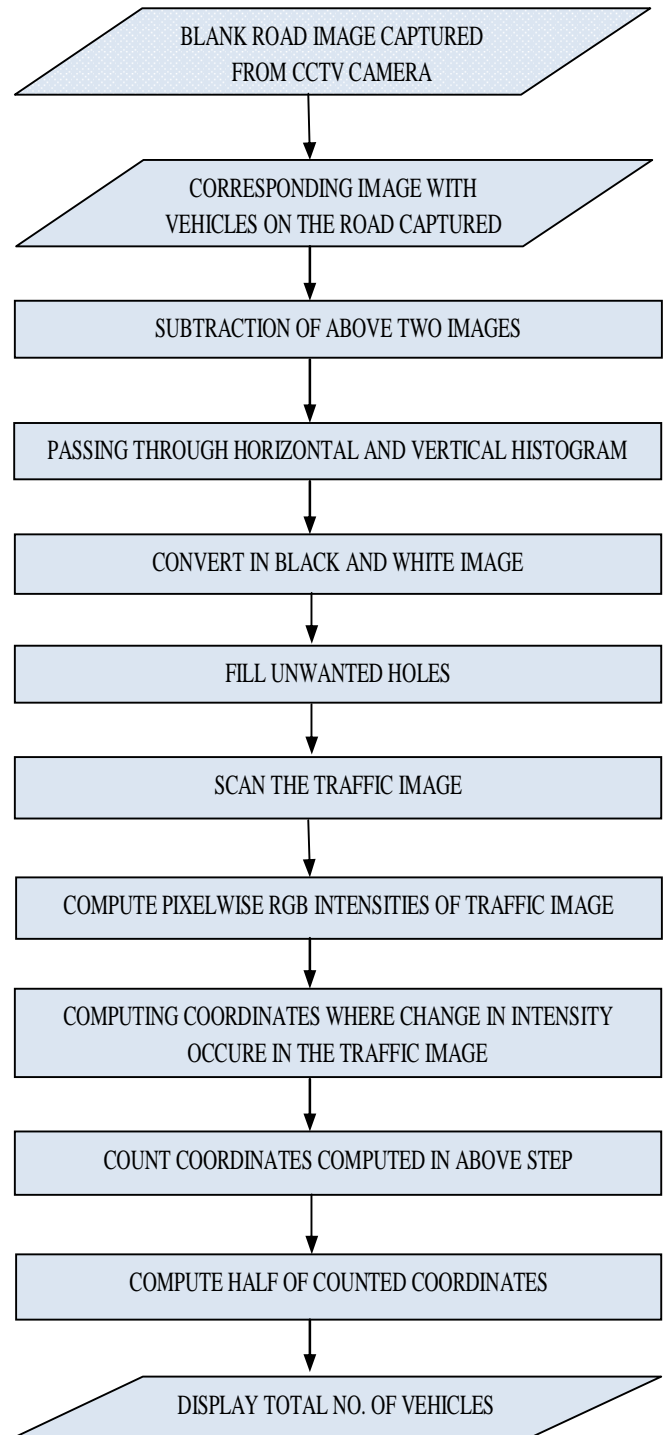 BLANK ROAD IMAGE CAPTURED
FROM CCTV CAMERA
CORRESPONDING IMAGE WITH
VEHICLES ON THE ROAD CAPTURED
SUBTRACTION OF ABOVE TWO IMAGES
PASSING THROUGH HORIZONTAL AND VERTICAL HISTOGRAM
CONVERT IN BLACK AND WHITE IMAGE
FILL UNWANTED HOLES
SCAN THE TRAFFIC IMAGE
COMPUTE PIXELWISE RGB INTENSITIES OF TRAFFIC IMAGE
COMPUTING COORDINATES WHERE CHANGE IN INTENSITY
OCCURE IN THE TRAFFIC IMAGE
COUNT COORDINATES COMPUTED IN ABOVE STEP
COMPUTE HALF OF COUNTED COORDINATES
DISPLAY TOTAL NO. OF VEHICLES